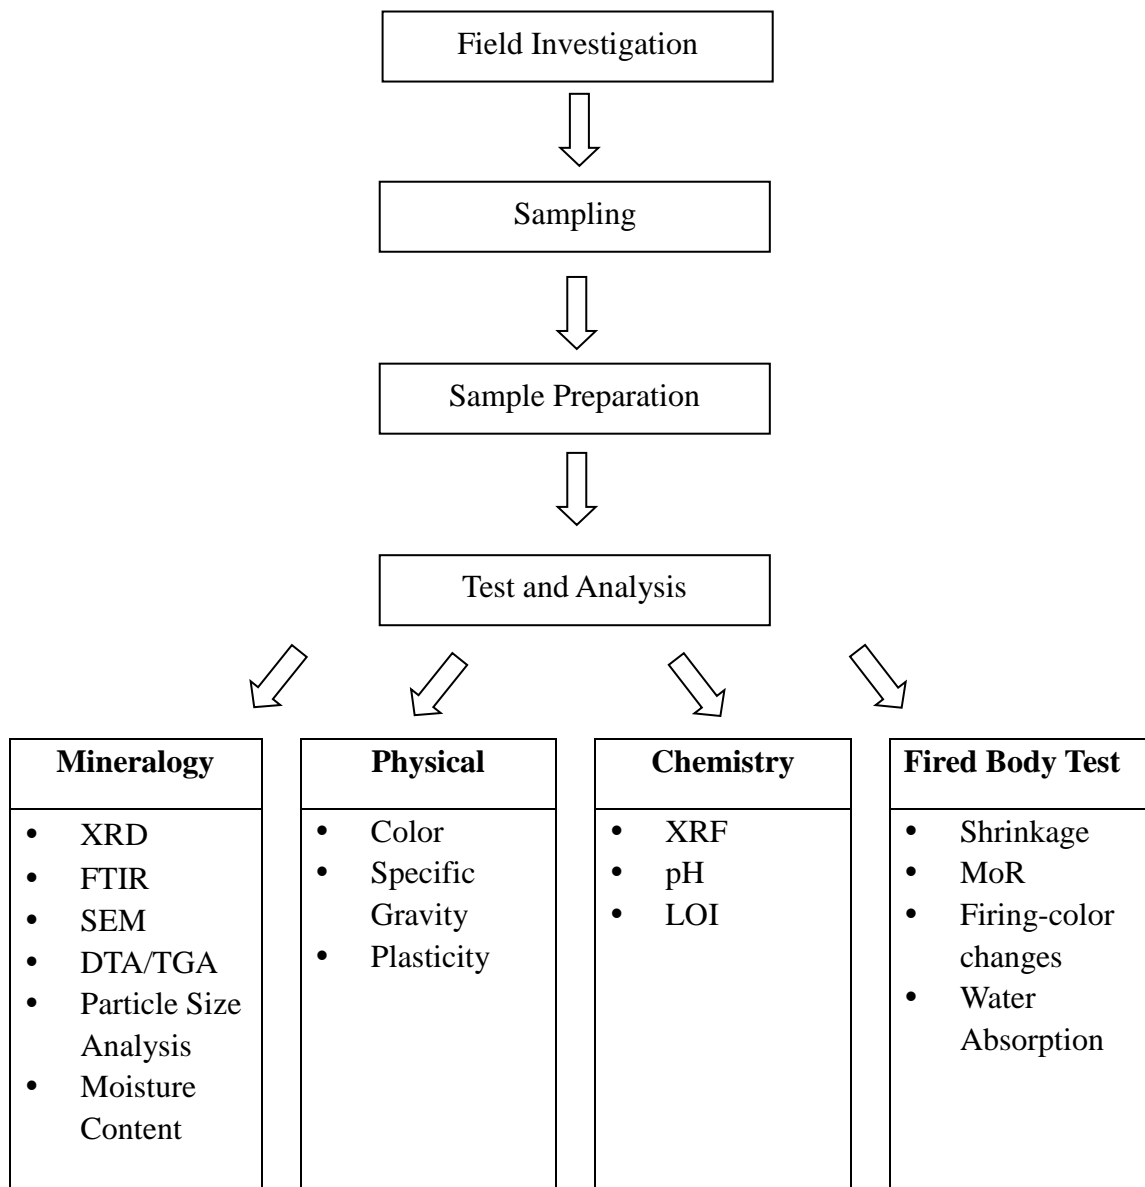 Field Investigation
Sampling
Sample Preparation
Test and Analysis
Mineralogy
• XRD
• FTIR
• SEM
• DTA/TGA
• Particle Size
Analysis
• Moisture
Content
Physical
• Color
• Specific
Gravity
• Plasticity
Chemistry
• XRF
• pH
• LOI
Fired Body Test
• Shrinkage
• MoR
• Firing-color
changes
• Water
Absorption